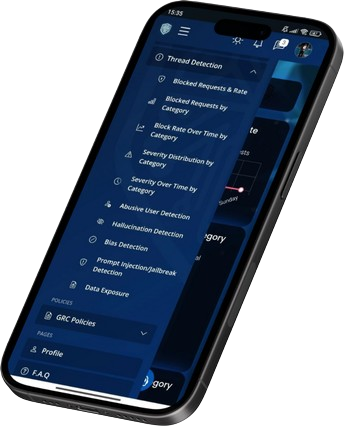 15:35
Thread Detection
Blocked Requests & Rate
Blocked Requests by
Category
Block Rate Over Time by
Category
Severity Distribution by
Category
Severity Over Time by
Category
Abusive User Detection
Hallucination Detection
Bias Detection
Prompt Injection/Jailbreak
Detection
Data Exposure
POLICIES
GRC Policies
PAGES
Profile
F.A.Q
te
sts
Sunday
gory
al
gory